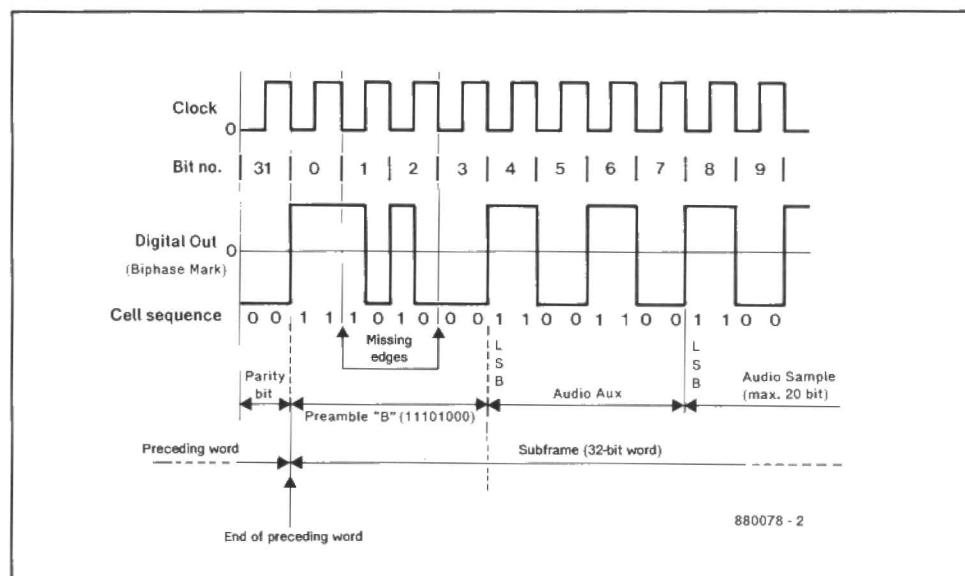 Clock
0
Bit no. | 31 | 0 | 1 | 2 | 3 | 4 | 5 | 6 | 7 | 8 | 9 |
Digital Out
0
(Biphase Mark)
Cell sequence 0 0 1 1 1 0 1 0 0 0 1 1 0 0 1 1 0 0 1 1 0 0
Missing
edges
L
S
B
L
S
B
Parity
bit
Preamble "B" (11101000)
Audio Aux
Audio Sample
(max. 20 bit)
Preceding word
Subframe (32-bit word)
End of preceding word
880078 - 2